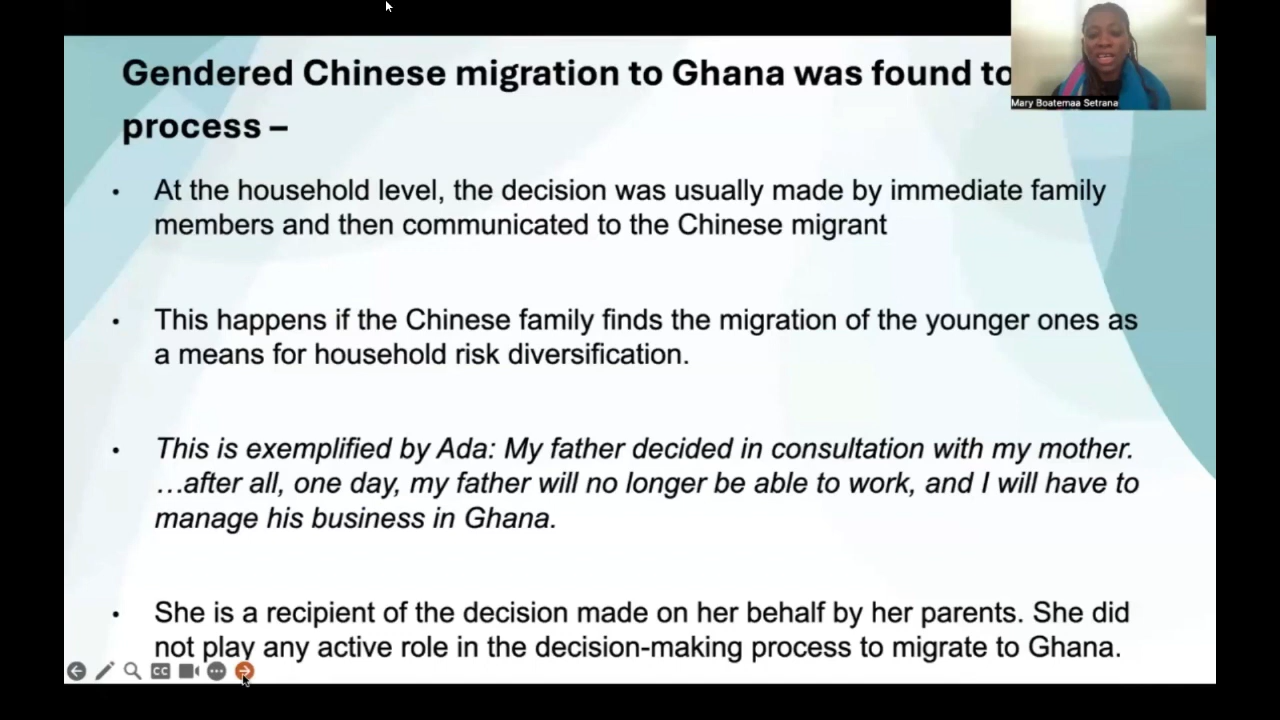 Gendered Chinese migration to Ghana was found to
process –
Mary Boatemaa Setrana
• At the household level, the decision was usually made by immediate family
members and then communicated to the Chinese migrant
• This happens if the Chinese family finds the migration of the younger ones as
a means for household risk diversification.
• This is exemplified by Ada: My father decided in consultation with my mother.
…after all, one day, my father will no longer be able to work, and I will have to
manage his business in Ghana.
• She is a recipient of the decision made on her behalf by her parents. She did
not play any active role in the decision-making process to migrate to Ghana.
CC